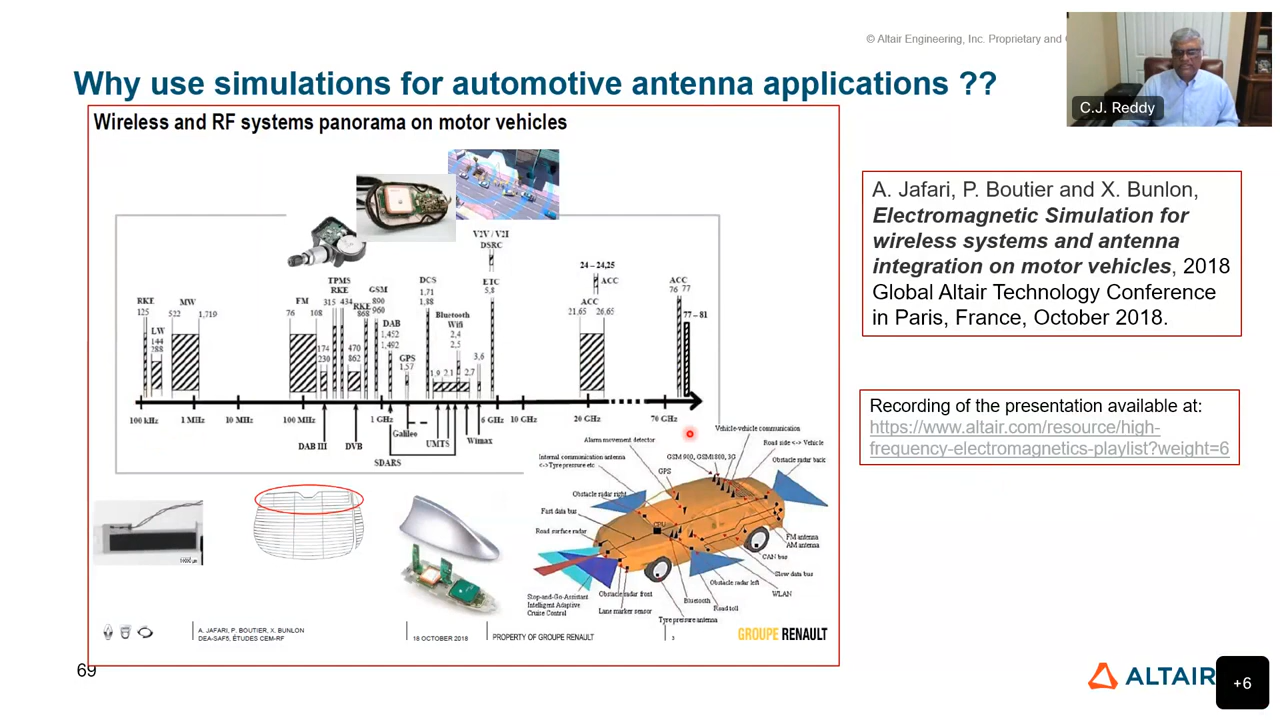 © Altair Engineering, Inc. Proprietary and
C.J. Reddy
Why use simulations for automotive antenna applications ??
Wireless and RF systems panorama on motor vehicles
A. Jafari, P. Boutier and X. Bunlon,
Electromagnetic Simulation for
wireless systems and antenna
integration on motor vehicles, 2018
Global Altair Technology Conference
in Paris, France, October 2018.
Recording of the presentation available at:
https://www.altair.com/resource/high-
frequency-electromagnetics-playlist?weight=6
V2V / V2I
DSRC
ETC
5,8
RKE
125
LW
144
288
MW
522
1,719
FM
76
108
TPMS
RKE
315
434
174
230
470
862
RKE
868
GSM
890
960
DAB
1,452
1,492
GPS
1,57
DCS
1,71
1,88
Bluetooth
Wifi
2,4
2,5
1,9
2,1
2,7
3,6
24 – 24,25
ACC
ACC
21,65
26,65
ACC
76
77
77 – 81
100 kHz
1 MHz
10 MHz
100 MHz
1 GHz
6 GHz
10 GHz
20 GHz
70 GHz
DAB III
DVB
Galileo
SDARS
UMTS
Wimax
Alarm movement detector
Vehicle-vehicle communication
Road side <-> Vehicle
Internal communication antenna
<->Tyre pressure etc
GSM 900, GSM1800, 3G
GPS
Obstacle radar back
Obstacle radar right
Fast data bus
Road surface radar
CPU
FM antenna
AM antenna
CAN bus
Slow data bus
WLAN
Obstacle radar left
Road toll
Bluetooth
Tyre pressure antenna
Obstacle radar front
Lane marker sensor
Stop-and-Go-Assistant
Intelligent Adaptive
Cruise Control
A. JAFARI, P. BOUTIER, X. BUNLON
DEA-SAF5, ÉTUDES CEM-RF
18 OCTOBER 2018
PROPERTY OF GROUPE RENAULT
3
GROUPE RENAULT
69
ALTAIR
+6